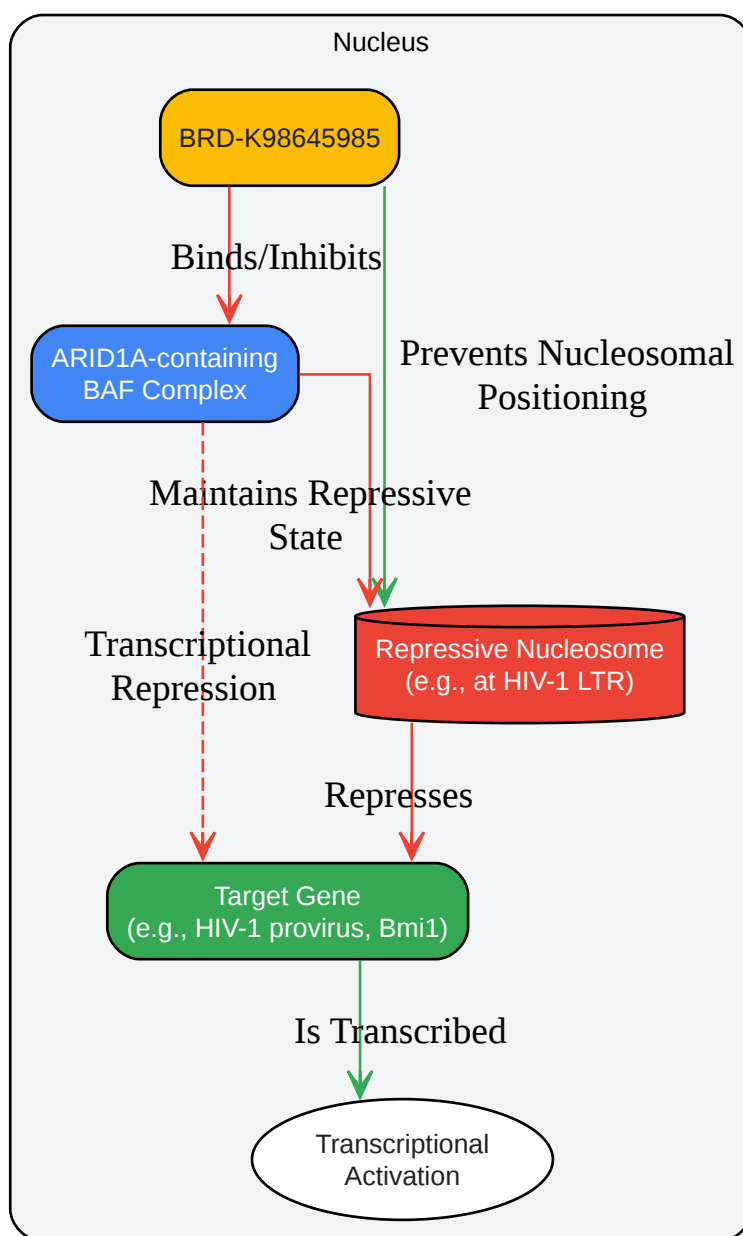 Nucleus
BRD-K98645985
Binds/Inhibits
ARID1A-containing
BAF Complex
Prevents Nucleosomal
Positioning
Maintains Repressive
State
Transcriptional
Repression
Repressive Nucleosome
(e.g., at HIV-1 LTR)
Represses
Target Gene
(e.g., HIV-1 provirus, Bmi1)
Is Transcribed
Transcriptional
Activation